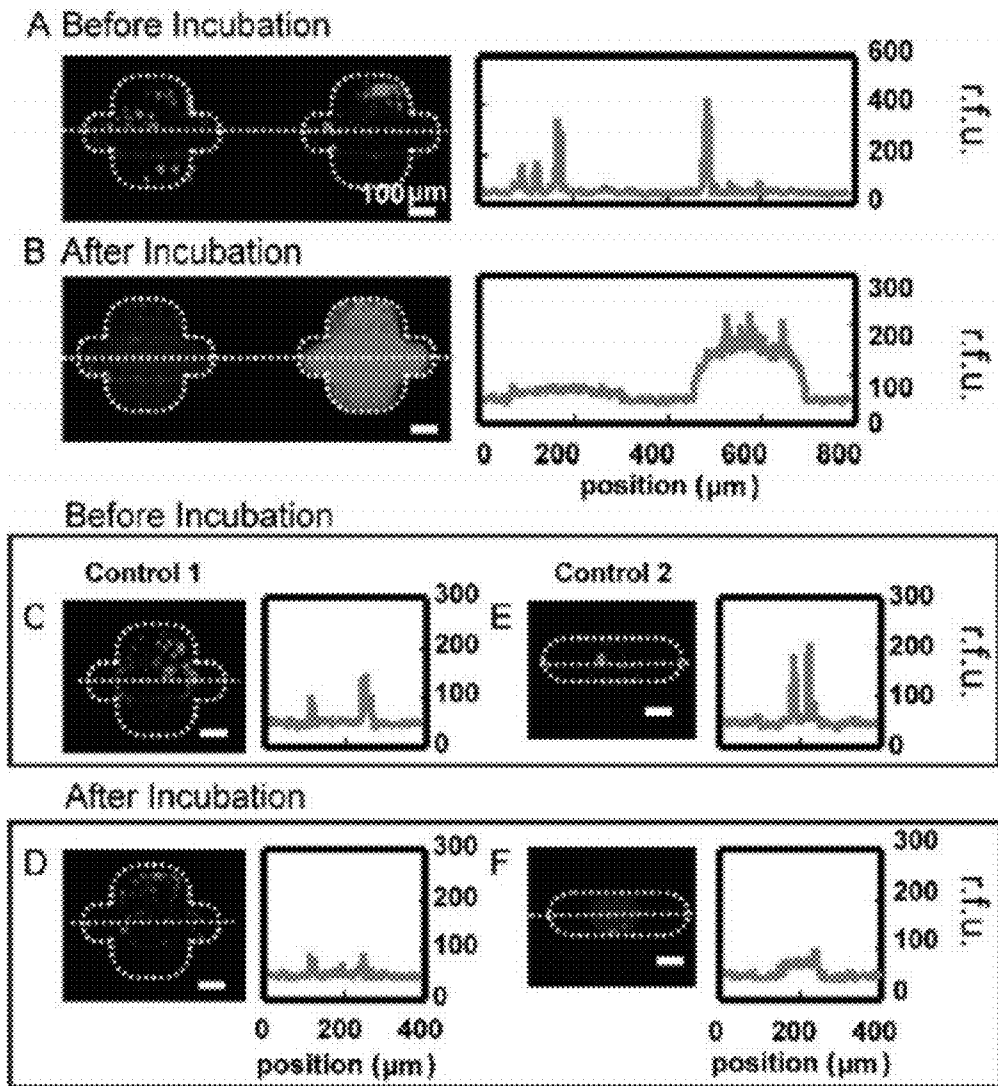 A Before Incubation
600
400
200
0
r.f.u.
100 µm
B After Incubation
300
200
100
0
r.f.u.
0 200 400 600 800
position (µm)
Before Incubation
Control 1
Control 2
C
300
200
100
0
E
300
200
100
0
r.f.u.
After Incubation
D
300
200
100
0
F
300
200
100
0
r.f.u.
0 200 400
0 200 400
position (µm)
position (µm)